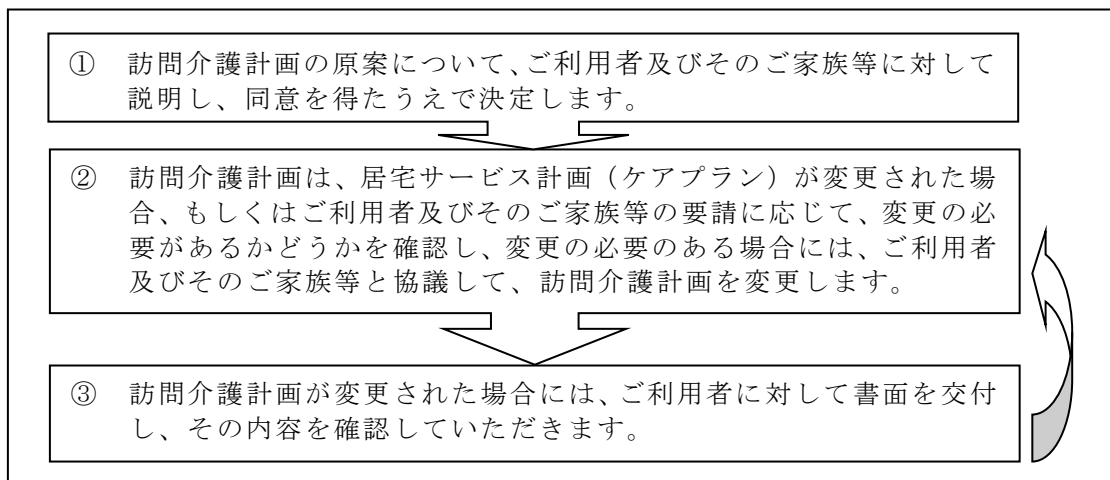 ① 訪問介護計画の原案について、ご利用者及びそのご家族等に対して
説明し、同意を得たうえで決定します。
② 訪問介護計画は、居宅サービス計画（ケアプラン）が変更された場
合、もしくはご利用者及びそのご家族等の要請に応じて、変更の必
要があるかどうかを確認し、変更の必要のある場合には、ご利用者
及びそのご家族等と協議して、訪問介護計画を変更します。
③ 訪問介護計画が変更された場合には、ご利用者に対して書面を交付
し、その内容を確認していただきます。